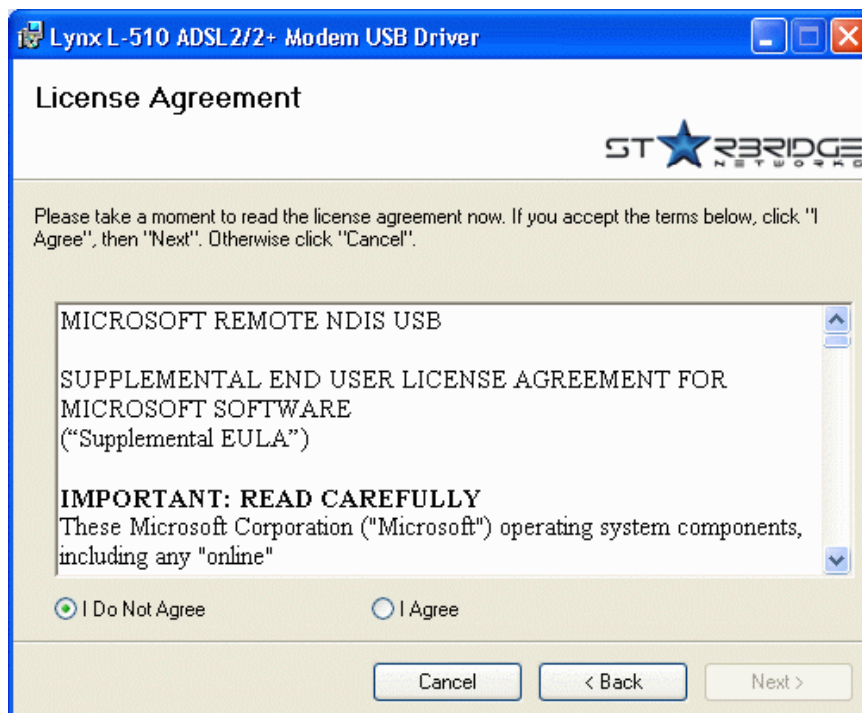 Lynx L-510 ADSL2/2+ Modem USB Driver
License Agreement
STARBRIDGE
NETWORKS
Please take a moment to read the license agreement now. If you accept the terms below, click "I
Agree", then "Next". Otherwise click "Cancel".
MICROSOFT REMOTE NDIS USB
SUPPLEMENTAL END USER LICENSE AGREEMENT FOR
MICROSOFT SOFTWARE
(“Supplemental EULA”)
IMPORTANT: READ CAREFULLY
These Microsoft Corporation ("Microsoft") operating system components,
including any "online"
I Do Not Agree I Agree
Cancel < Back Next >